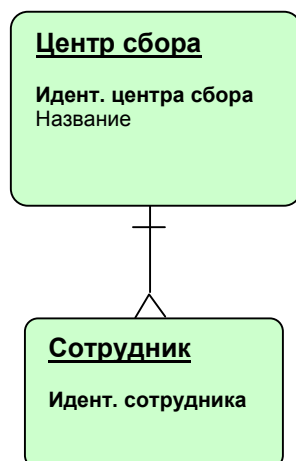 Центр сбора
Идент. центра сбора
Название
Сотрудник
Идент. сотрудника